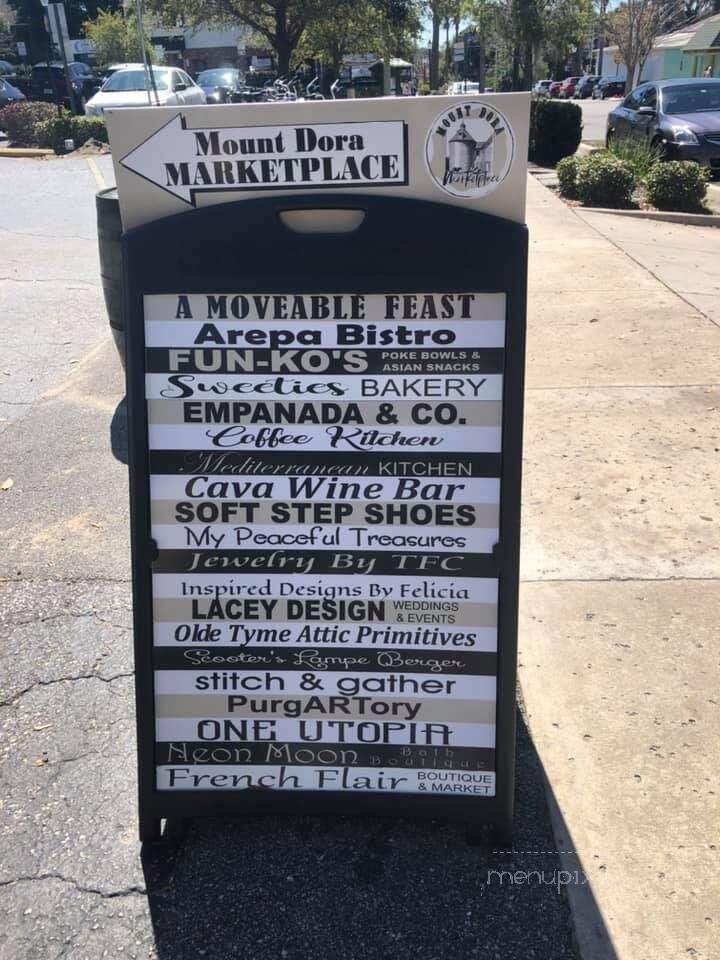 Mount Dora
MARKETPLACE
MOUNT DORA
Marketplace
A MOVEABLE FEAST
Arepa Bistro
FUN-KO'S POKE BOWLS & ASIAN SNACKS
Sweeties BAKERY
EMPANADA & CO.
Coffee Kitchen
Mediterranean KITCHEN
Cava Wine Bar
SOFT STEP SHOES
My Peaceful Treasures
Jewelry By TFC
Inspired Designs By Felicia
LACEY DESIGN WEDDINGS & EVENTS
Olde Tyme Attic Primitives
Scooter's Lampe Berger
stitch & gather
PurgARTory
ONE UTOPIA
Neon Moon Bath Boutique
French Flair BOUTIQUE & MARKET
menupix